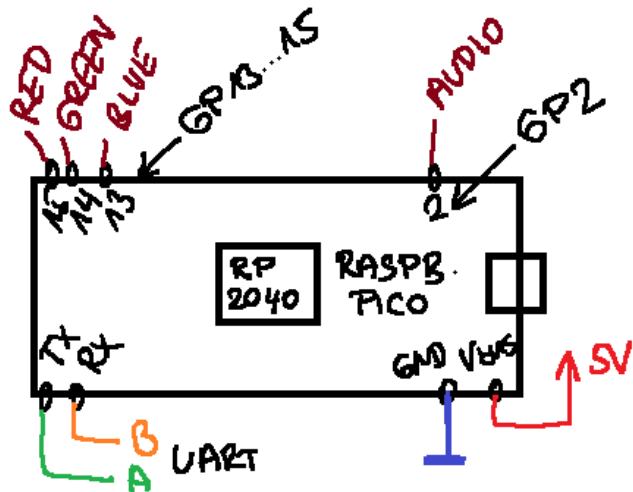 RED
GREEN
BLUE
GP13...15
AUDIO
GP2
15
14
13
2
RP
2040
RASPB.
PICO
TX
RX
GND
VBUS
5V
B
UART
A